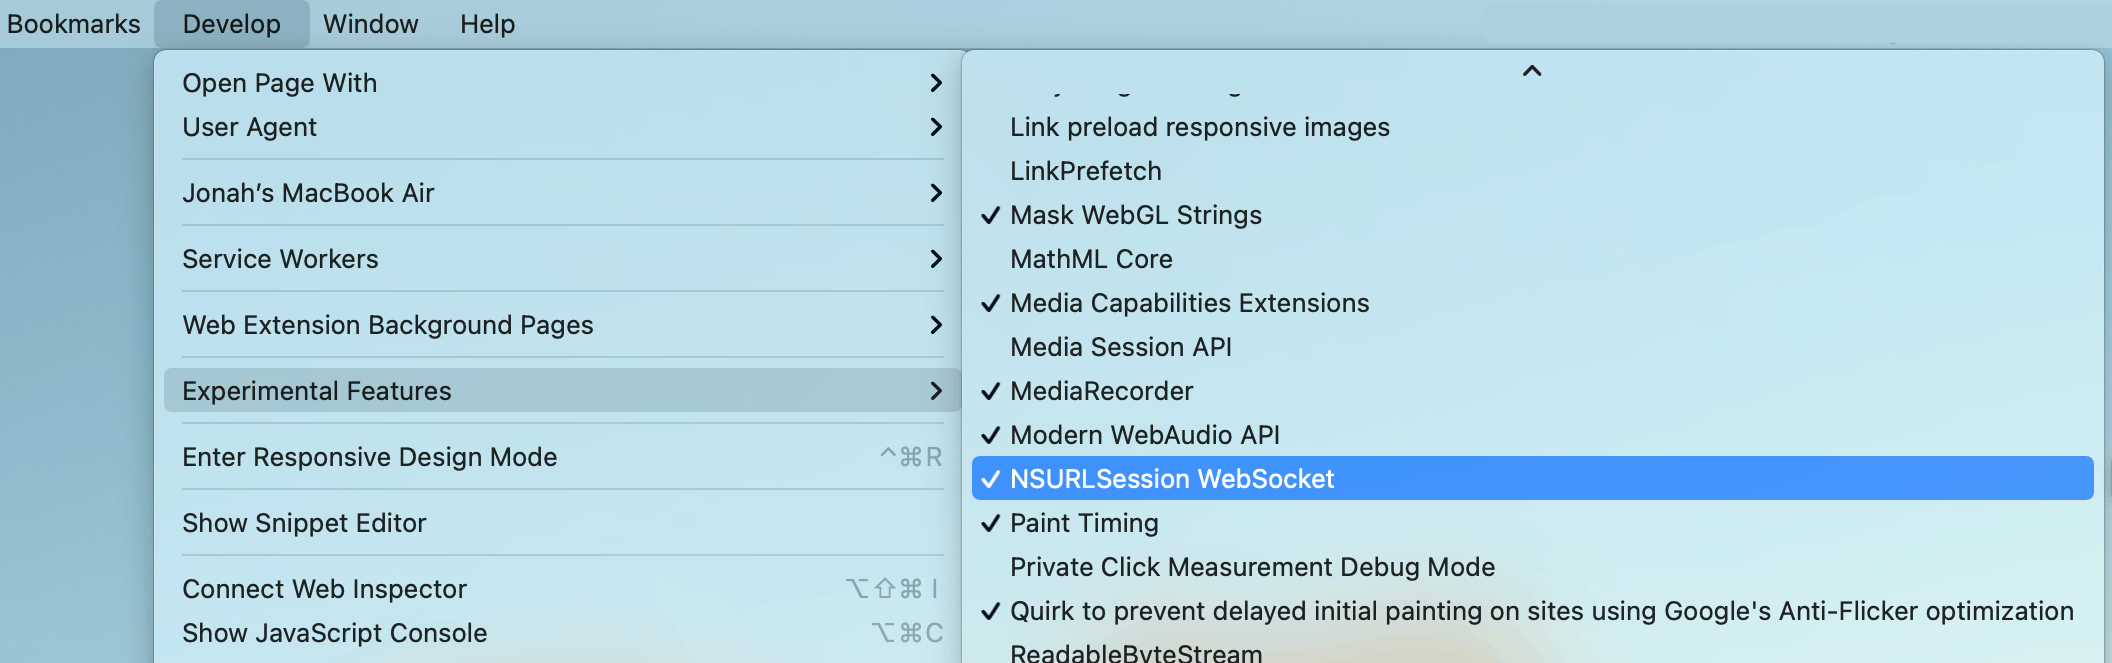 Bookmarks Develop Window Help
Open Page With
User Agent
Jonah’s MacBook Air
Service Workers
Web Extension Background Pages
Experimental Features
Enter Responsive Design Mode ^⌘R
Show Snippet Editor
Connect Web Inspector ⌥⇧⌘I
Show JavaScript Console ⌥⌘C
Link preload responsive images
LinkPrefetch
✓ Mask WebGL Strings
MathML Core
✓ Media Capabilities Extensions
Media Session API
✓ MediaRecorder
✓ Modern WebAudio API
✓ NSURLSession WebSocket
✓ Paint Timing
Private Click Measurement Debug Mode
✓ Quirk to prevent delayed initial painting on sites using Google's Anti-Flicker optimization
ReadableByteStream